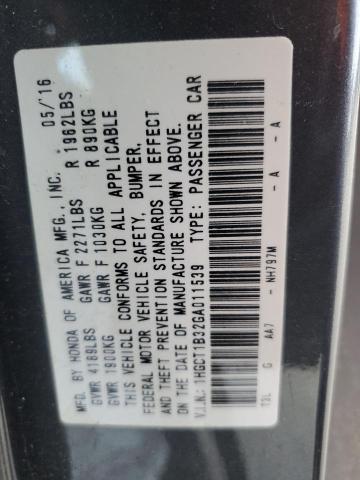 MFD. BY HONDA OF AMERICA MFG., INC. 05/'16
GVWR 4189LBS GAWR F 2271LBS R 1962LBS
GVWR 1900KG GAWR F 1030KG R 890KG
THIS VEHICLE CONFORMS TO ALL APPLICABLE
FEDERAL MOTOR VEHICLE SAFETY, BUMPER,
AND THEFT PREVENTION STANDARDS IN EFFECT
ON THE DATE OF MANUFACTURE SHOWN ABOVE.
V.I.N.: 1HGCT1B32GA011539 TYPE: PASSENGER CAR
T3L G AA7 - NH797M - A - A